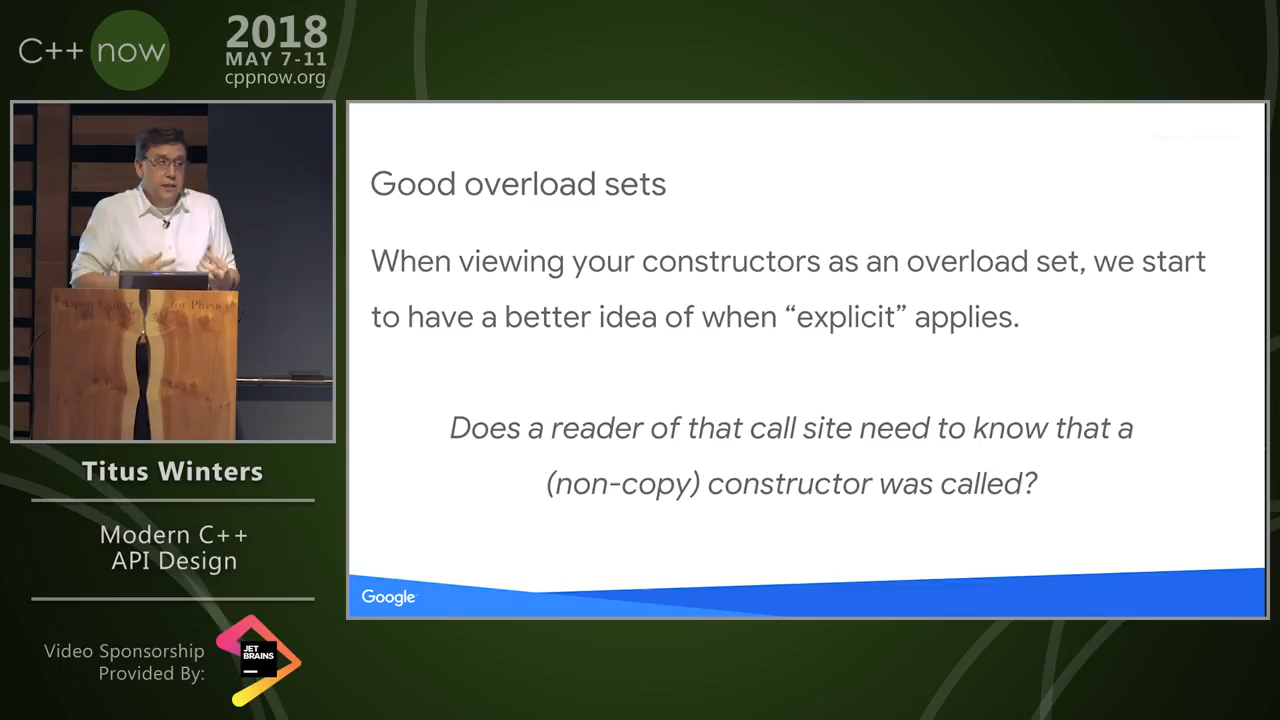 C++ now
2018
MAY 7-11
cppnow.org
Good overload sets
When viewing your constructors as an overload set, we start
to have a better idea of when “explicit” applies.
Does a reader of that call site need to know that a
(non-copy) constructor was called?
Google
Titus Winters
Modern C++
API Design
Video Sponsorship
Provided By:
JET
BRAINS